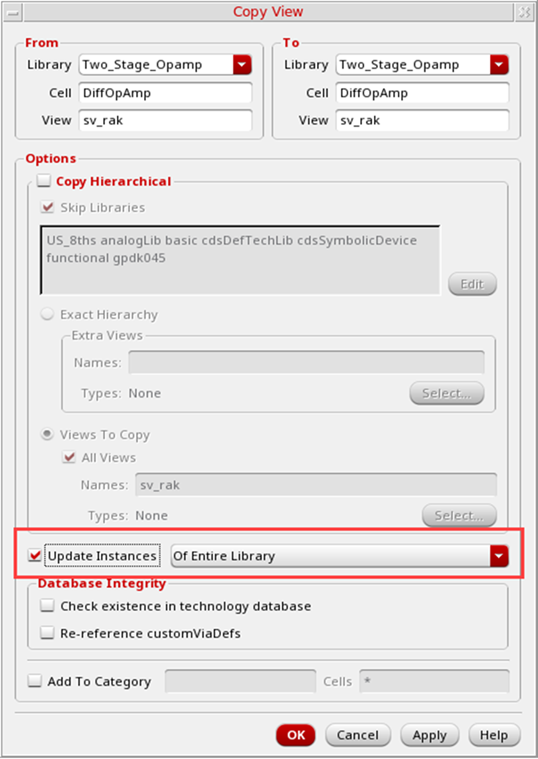 Copy View
From
To
Library Two_Stage_Opamp
Library Two_Stage_Opamp
Cell DiffOpAmp
Cell DiffOpAmp
View sv_rak
View sv_rak
Options
Copy Hierarchical
Skip Libraries
US_8ths analogLib basic cdsDefTechLib cdsSymbolicDevice
functional gpdk045
Edit
Exact Hierarchy
Extra Views
Names:
Types: None Select...
Views To Copy
All Views
Names: sv_rak
Types: None Select...
Update Instances Of Entire Library
Database Integrity
Check existence in technology database
Re-reference customViaDefs
Add To Category Cells *
OK Cancel Apply Help